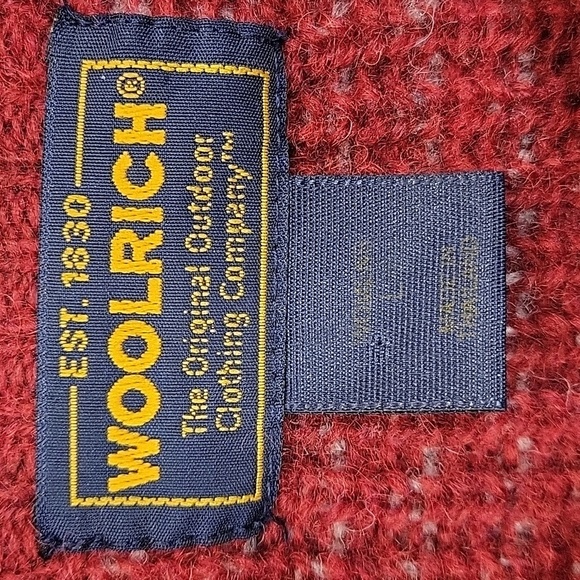 EST. 1830
WOOLRICH®
The Original Outdoor
Clothing Company™
L